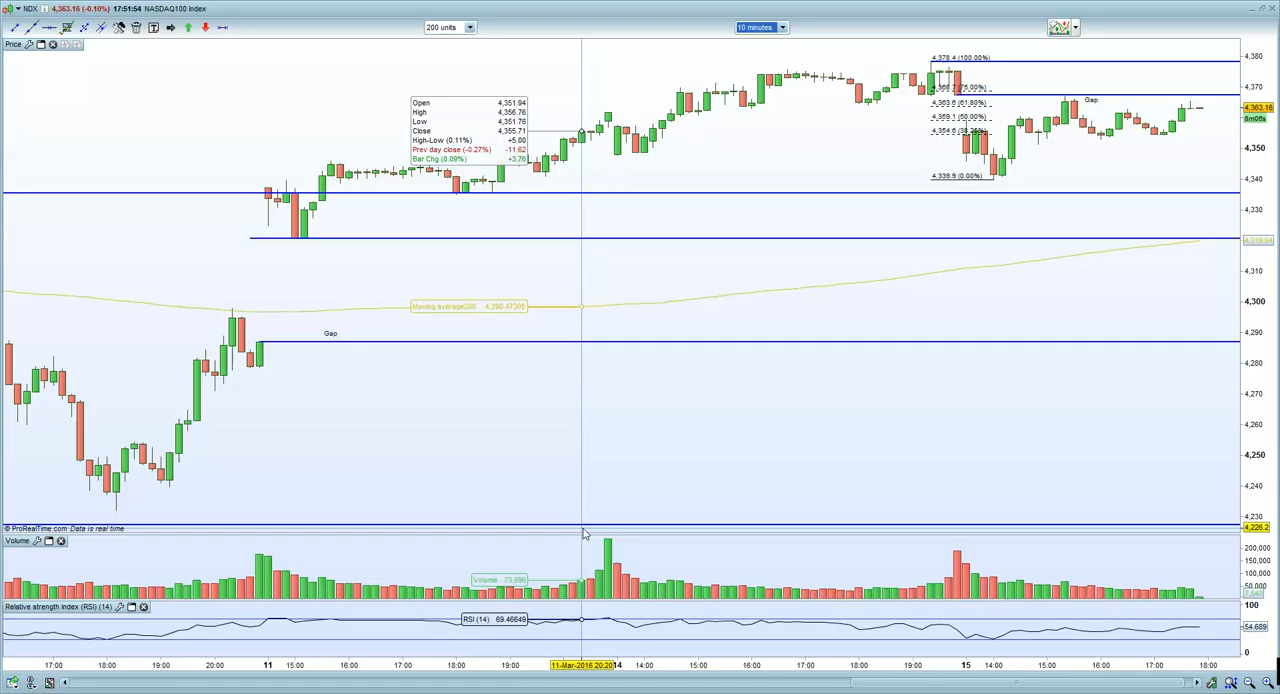 NDX 4,363.16 (-0.10%) 17:51:54 NASDAQ100 Index
200 units
10 minutes
Price
4,378.4 (100.00%)
4,380
4,370
Gap
4,363.6 (61.80%)
4,363.16
8m06s
4,359.1 (50.00%)
4,354.6 (38.20%)
4,350
4,339.9 (0.00%)
4,340
Open 4,351.94
High 4,356.76
Low 4,351.76
Close 4,355.71
High-Low (0.11%) +5.00
Prev day close (-0.27%) -11.62
Bar Chg (0.09%) +3.76
4,330
4,319.94
4,310
Moving average200 4,298.47305
4,300
Gap
4,290
4,280
4,270
4,260
4,250
4,240
4,230
4,226.2
© ProRealTime.com Data is real time
Volume
200,000
150,000
100,000
50,000
7,542
Volume 73,896
Relative strength index (RSI) (14)
100
RSI (14) 69.46649
54.689
0
17:00 18:00 19:00 20:00 11 15:00 16:00 17:00 18:00 19:00 11-Mar-2016 20:20 14 14:00 15:00 16:00 17:00 18:00 19:00 15 14:00 15:00 16:00 17:00 18:00